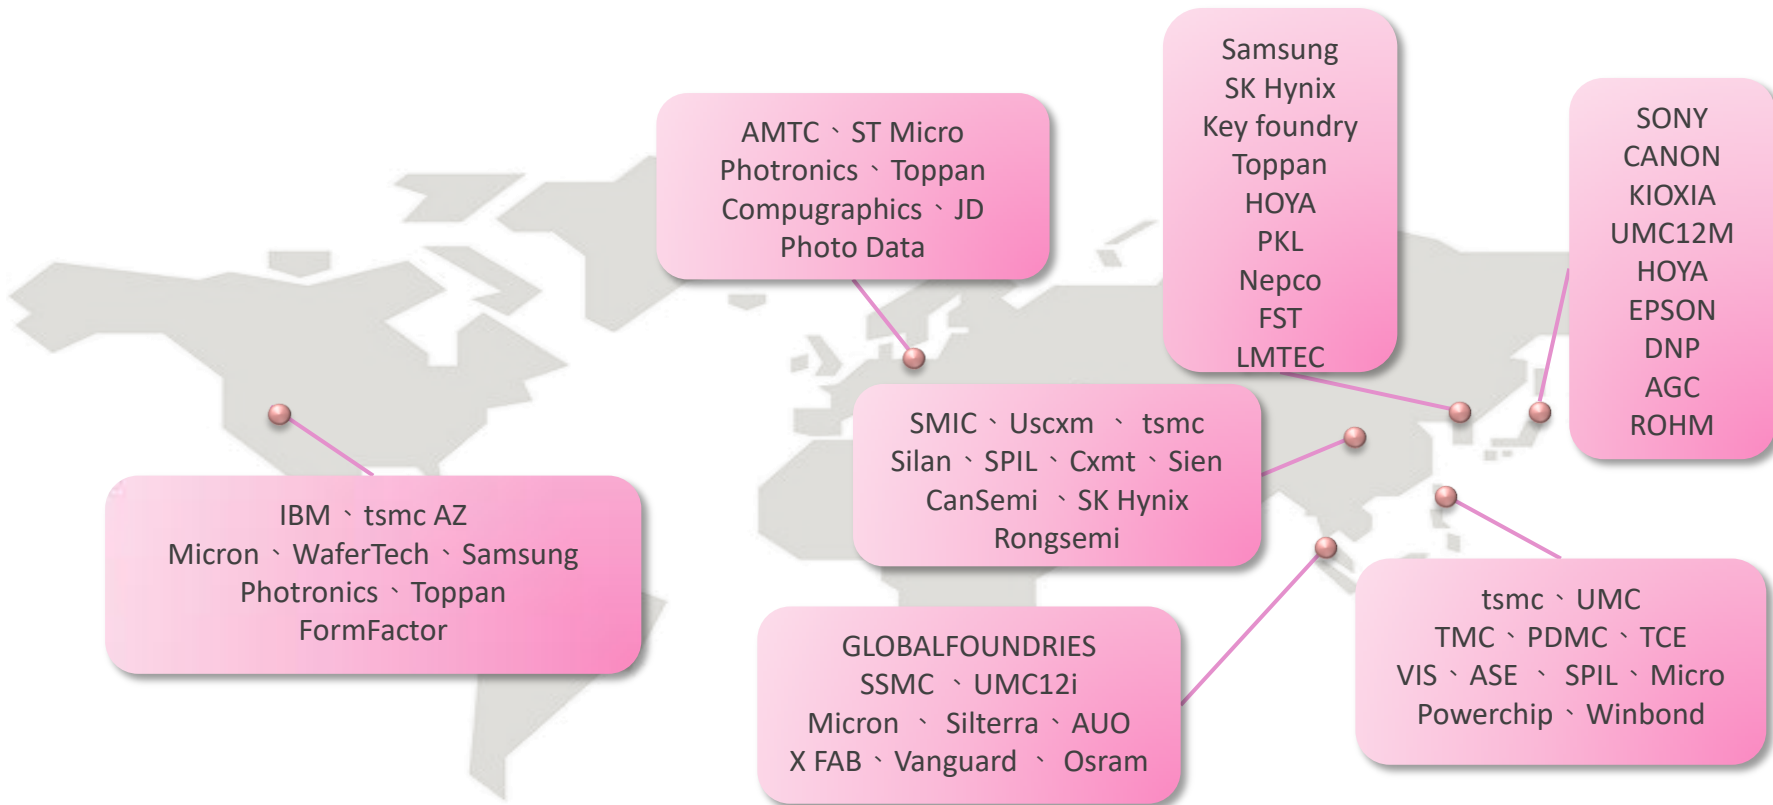 AMTC、ST Micro
Photronics、Toppan
Compugraphics、JD
Photo Data
Samsung
SK Hynix
Key foundry
Toppan
HOYA
PKL
Nepco
FST
LMTEC
SONY
CANON
KIOXIA
UMC12M
HOYA
EPSON
DNP
AGC
ROHM
SMIC、Uscxm 、 tsmc
Silan、SPIL、Cxmt、Sien
CanSemi 、SK Hynix
Rongsemi
IBM、tsmc AZ
Micron、WaferTech、Samsung
Photronics、Toppan
FormFactor
GLOBALFOUNDRIES
SSMC 、UMC12i
Micron 、 Silterra、AUO
X FAB、Vanguard 、 Osram
tsmc、UMC
TMC、PDMC、TCE
VIS、ASE 、 SPIL、Micro
Powerchip、Winbond